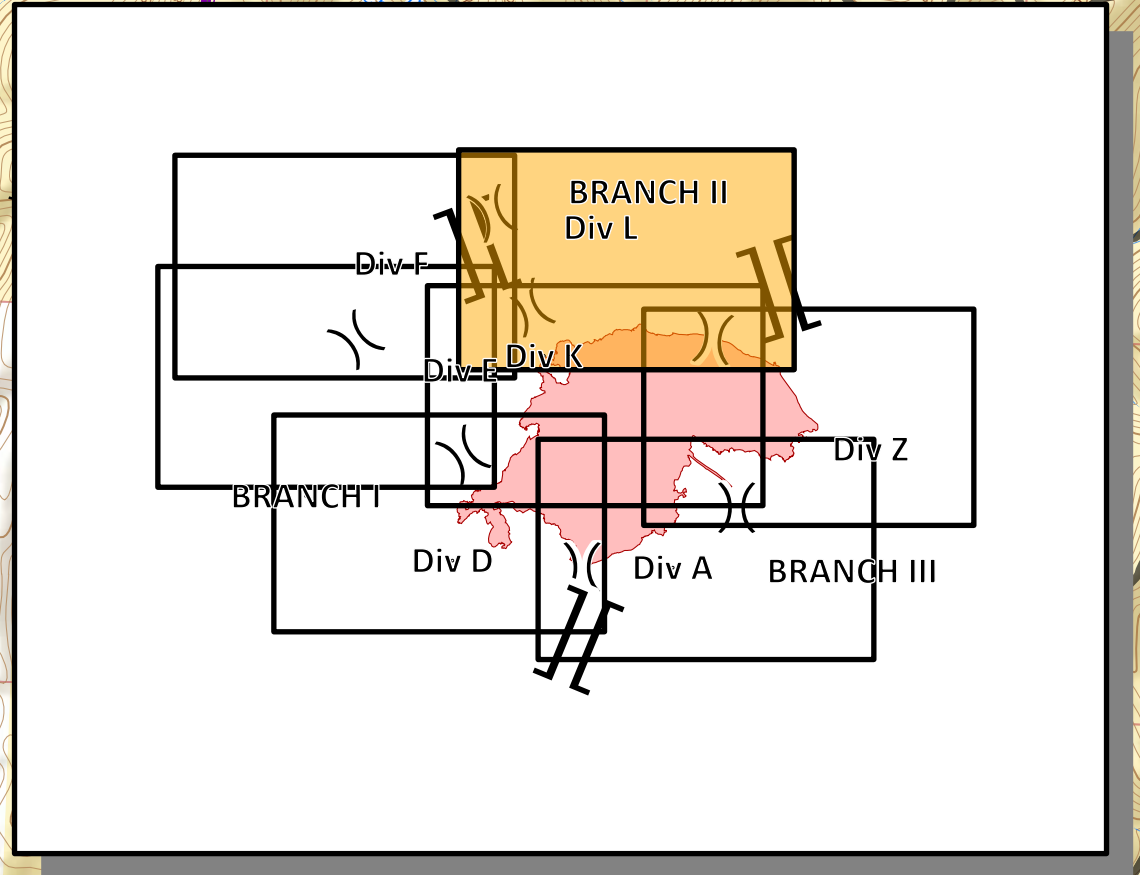 BRANCH II
Div L
Div F
Div K
Div E
Div Z
BRANCH I
Div D
Div A
BRANCH III